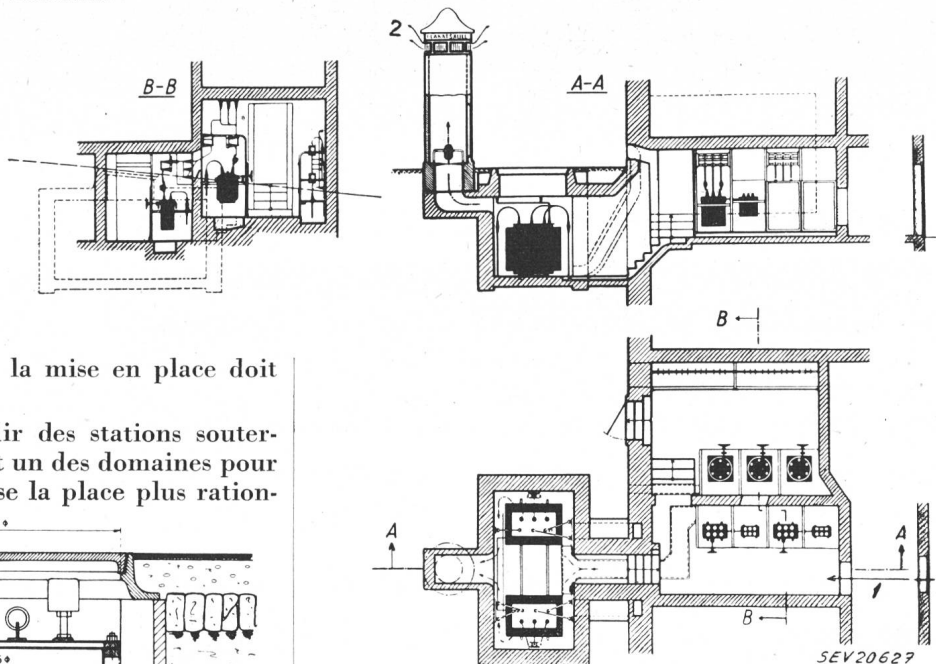 2
B-B
A-A
B
la mise en place doit
ir des stations souter-
t un des domaines pour
se la place plus ration-
A
A
1
B
SEV20627